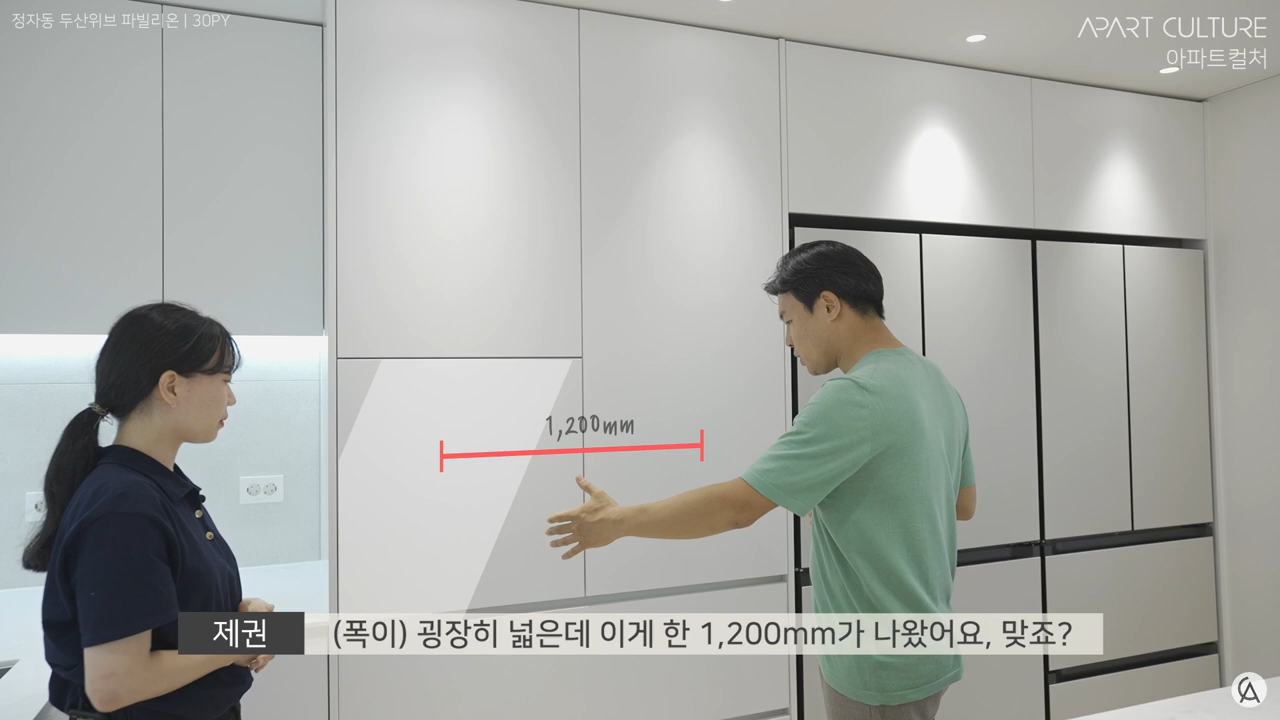 정자동 두산위브 파빌리온 | 30PY
APART CULTURE
아파트컬처
1,200mm
제권
(폭이) 굉장히 넓은데 이게 한 1,200mm가 나왔어요, 맞죠?